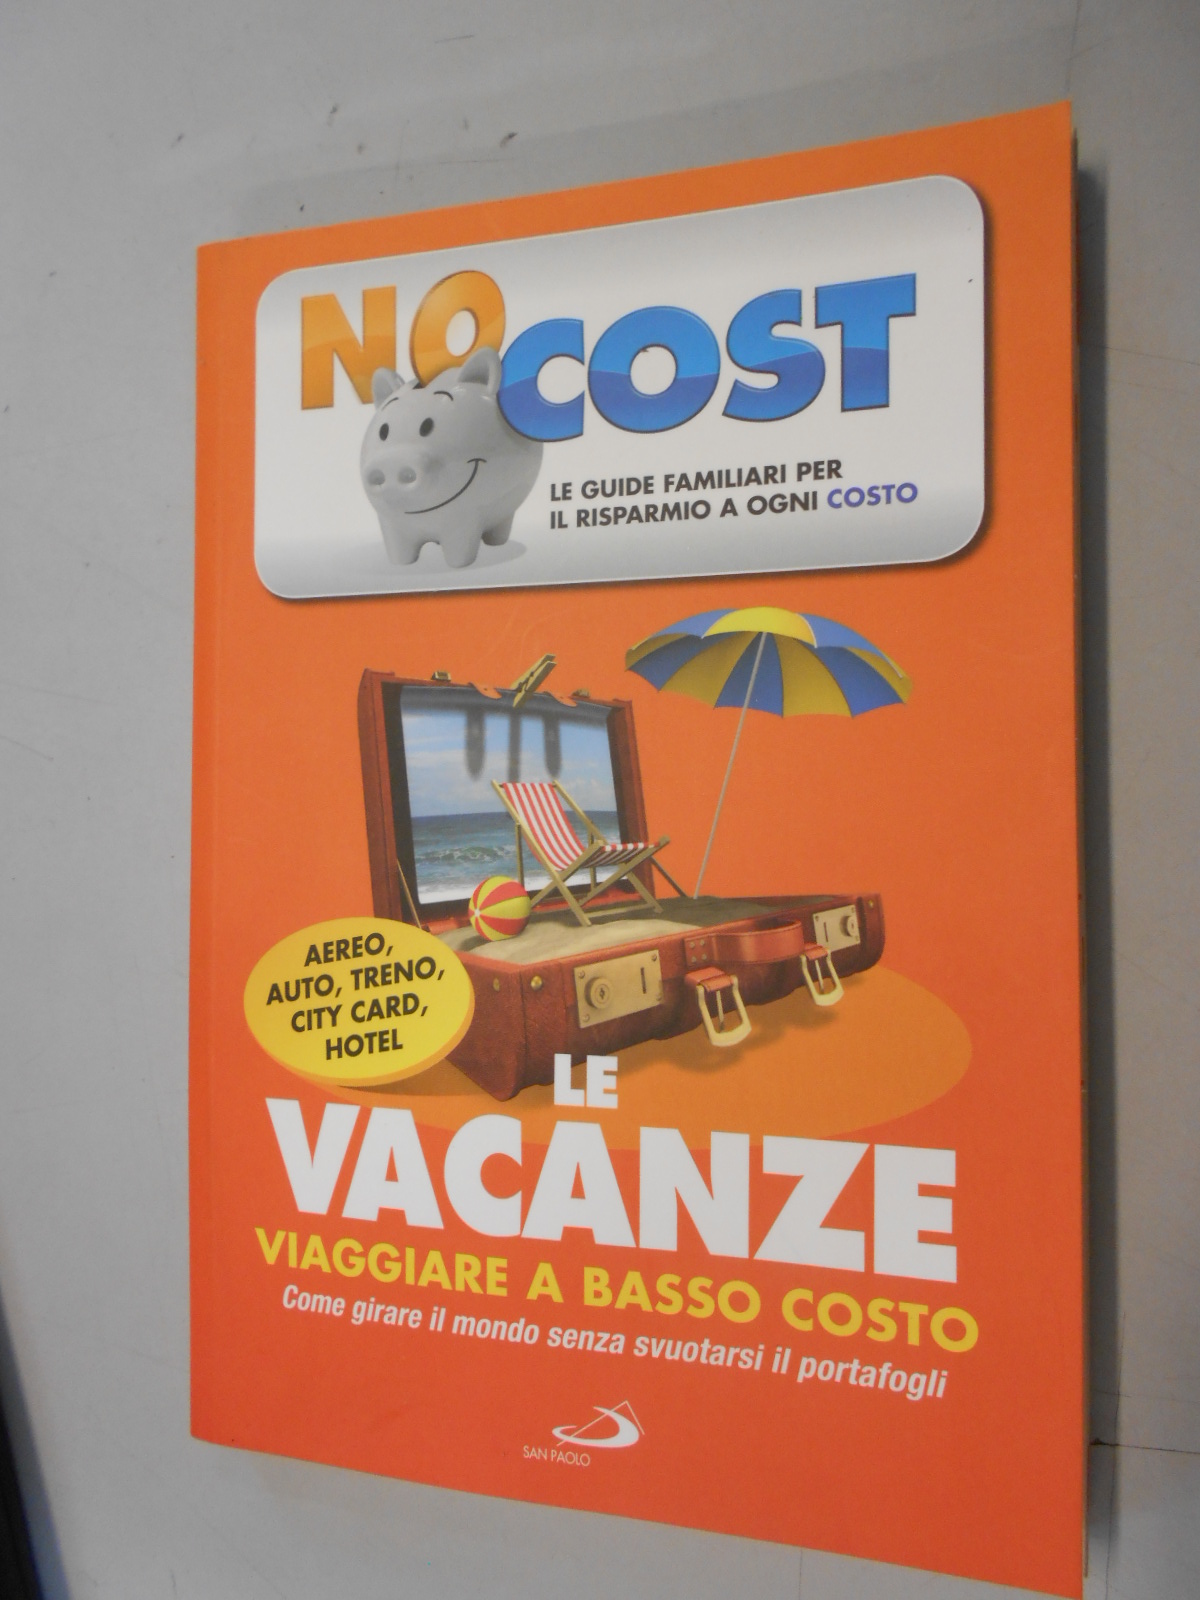 NO COST
LE GUIDE FAMILIARI PER
IL RISPARMIO A OGNI COSTO
AEREO,
AUTO, TRENO,
CITY CARD,
HOTEL
LE
VACANZE
VIAGGIARE A BASSO COSTO
Come girare il mondo senza svuotarsi il portafogli
SAN PAOLO